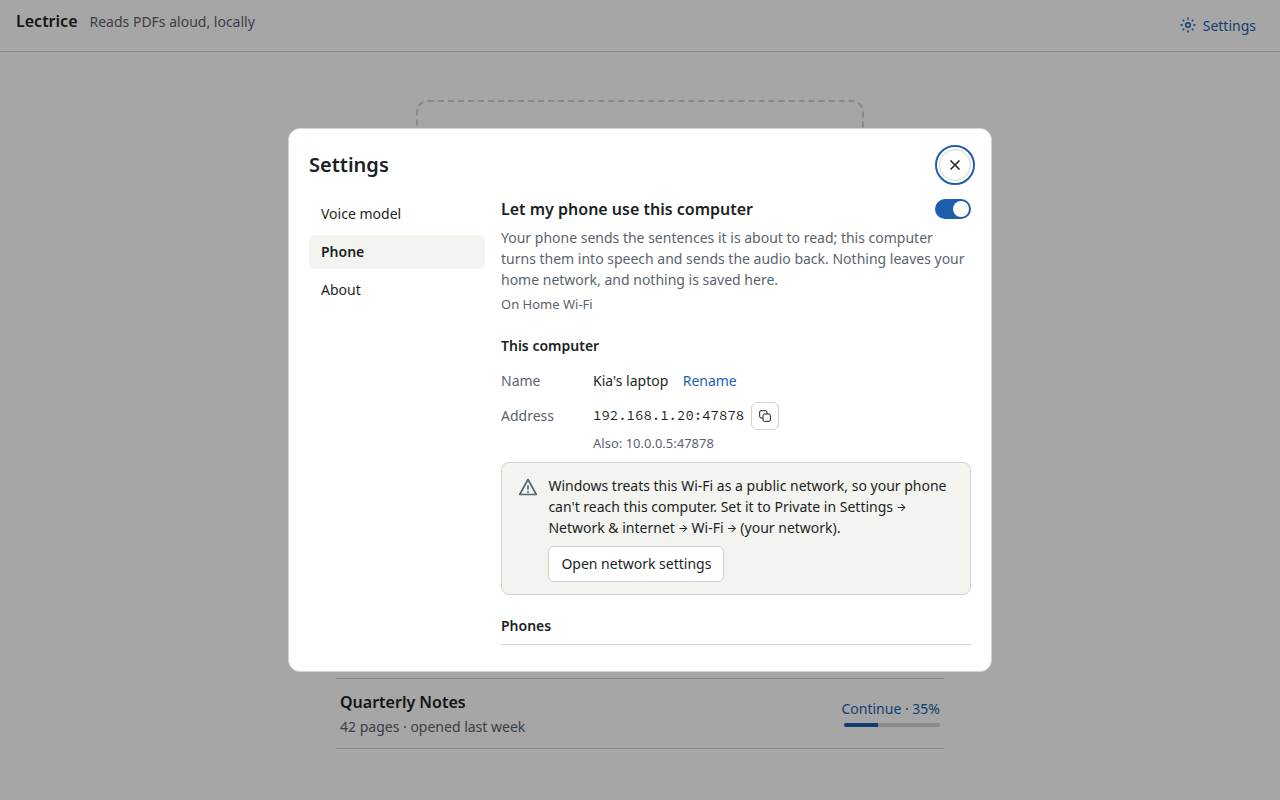 Lectrice Reads PDFs aloud, locally
Settings
Settings
Voice model
Phone
About
Let my phone use this computer
Your phone sends the sentences it is about to read; this computer
turns them into speech and sends the audio back. Nothing leaves your
home network, and nothing is saved here.
On Home Wi-Fi
This computer
Name Kia's laptop Rename
Address 192.168.1.20:47878
Also: 10.0.0.5:47878
Windows treats this Wi-Fi as a public network, so your phone
can't reach this computer. Set it to Private in Settings →
Network & internet → Wi-Fi → (your network).
Open network settings
Phones
Quarterly Notes
42 pages · opened last week
Continue · 35%